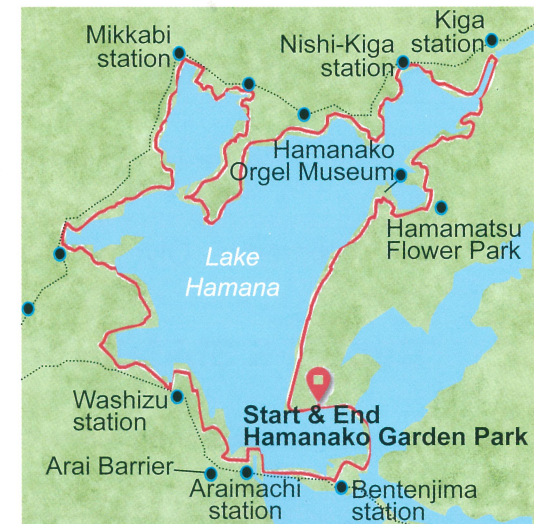 Kiga
station
Mikkabi
station
Nishi-Kiga
station
Hamanako
Orgel Museum
Hamamatsu
Flower Park
Lake
Hamana
Washizu
station
Start & End
Hamanako Garden Park
Arai Barrier
Araimachi
station
Bentenjima
station